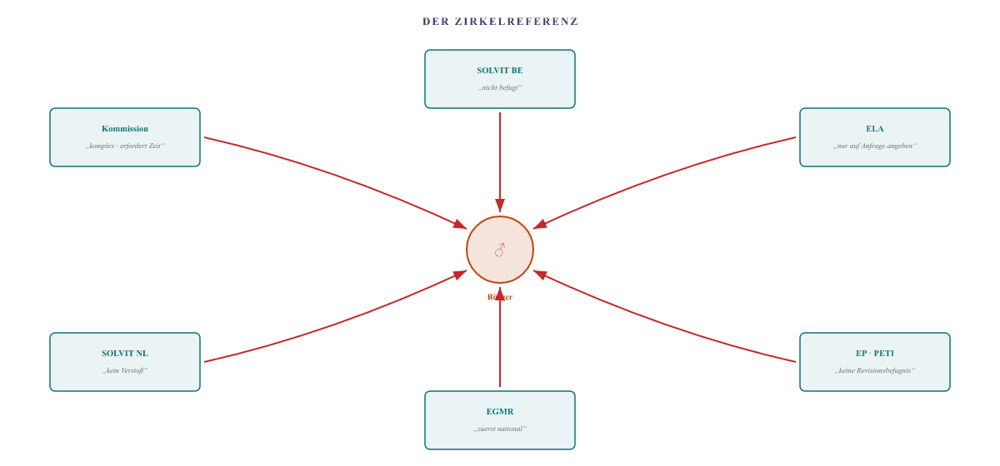 DER ZIRKELREFERENZ
SOLVIT BE
„nicht befugt“
Kommission
„komplex · erfordert Zeit“
ELA
„nur auf Anfrage angehen“
♂
Bürger
SOLVIT NL
„kein Verstoß“
EP · PETI
„keine Revisionsbefugnis“
EGMR
„zuerst national“